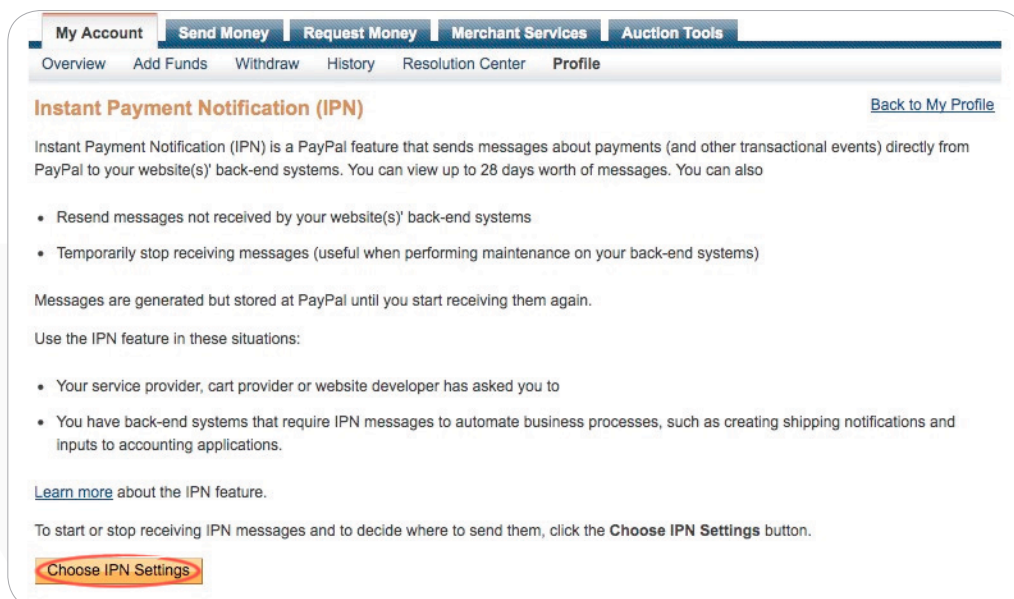 My Account Send Money Request Money Merchant Services Auction Tools
Overview Add Funds Withdraw History Resolution Center Profile
Instant Payment Notification (IPN) Back to My Profile
Instant Payment Notification (IPN) is a PayPal feature that sends messages about payments (and other transactional events) directly from
PayPal to your website(s)' back-end systems. You can view up to 28 days worth of messages. You can also
• Resend messages not received by your website(s)' back-end systems
• Temporarily stop receiving messages (useful when performing maintenance on your back-end systems)
Messages are generated but stored at PayPal until you start receiving them again.
Use the IPN feature in these situations:
• Your service provider, cart provider or website developer has asked you to
• You have back-end systems that require IPN messages to automate business processes, such as creating shipping notifications and
inputs to accounting applications.
Learn more about the IPN feature.
To start or stop receiving IPN messages and to decide where to send them, click the Choose IPN Settings button.
Choose IPN Settings